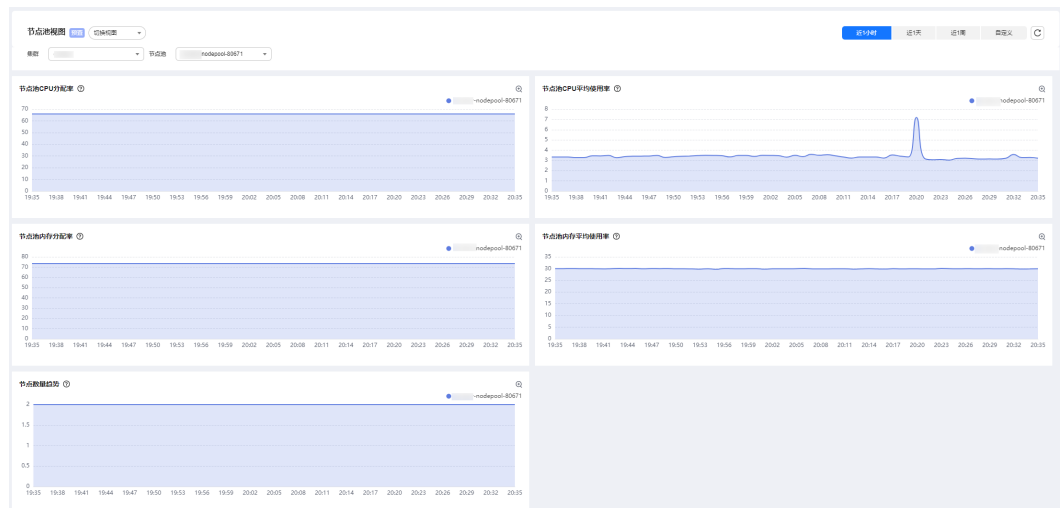 节点池视图 预置 切换视图
近1小时 近1天 近1周 自定义
集群 节点池 nodepool-80671
节点池CPU分配率
-nodepool-80671
70
60
50
40
30
20
10
0
19:35 19:38 19:41 19:44 19:47 19:50 19:53 19:56 19:59 20:02 20:05 20:08 20:11 20:14 20:17 20:20 20:23 20:26 20:29 20:32 20:35
节点池CPU平均使用率
nodepool-80671
8
7
6
5
4
3
2
1
0
19:35 19:38 19:41 19:44 19:47 19:50 19:53 19:56 19:59 20:02 20:05 20:08 20:11 20:14 20:17 20:20 20:23 20:26 20:29 20:32 20:35
节点池内存分配率
nodepool-80671
80
70
60
50
40
30
20
10
0
19:35 19:38 19:41 19:44 19:47 19:50 19:53 19:56 19:59 20:02 20:05 20:08 20:11 20:14 20:17 20:20 20:23 20:26 20:29 20:32 20:35
节点池内存平均使用率
nodepool-80671
35
30
25
20
15
10
5
0
19:35 19:38 19:41 19:44 19:47 19:50 19:53 19:56 19:59 20:02 20:05 20:08 20:11 20:14 20:17 20:20 20:23 20:26 20:29 20:32 20:35
节点数量趋势
-nodepool-80671
2
1.5
1
0.5
0
19:35 19:38 19:41 19:44 19:47 19:50 19:53 19:56 19:59 20:02 20:05 20:08 20:11 20:14 20:17 20:20 20:23 20:26 20:29 20:32 20:35